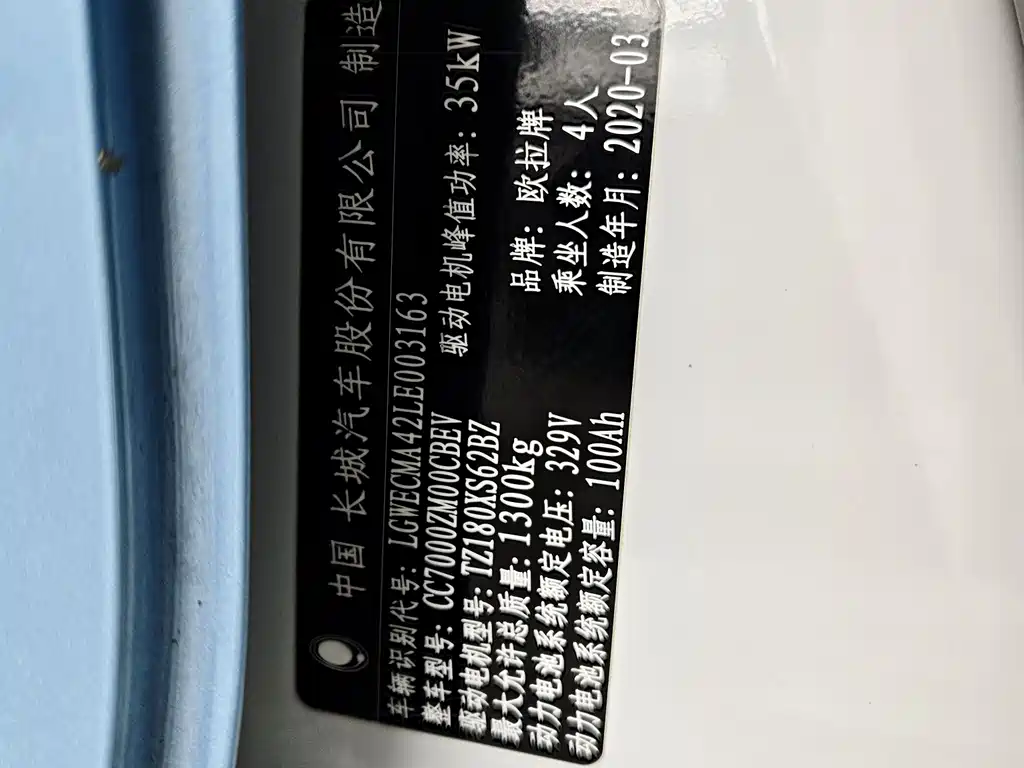 中国 长城汽车股份有限公司 制造
车辆识别代号: LGWECMA42LE003163
整车型号: CC7000ZM00CBEV
驱动电机型号: TZ180XS62BZ 驱动电机峰值功率: 35kW
最大允许总质量: 1300kg 品牌: 欧拉牌
动力电池系统额定电压: 329V 乘坐人数: 4人
动力电池系统额定容量: 100Ah 制造年月: 2020-03